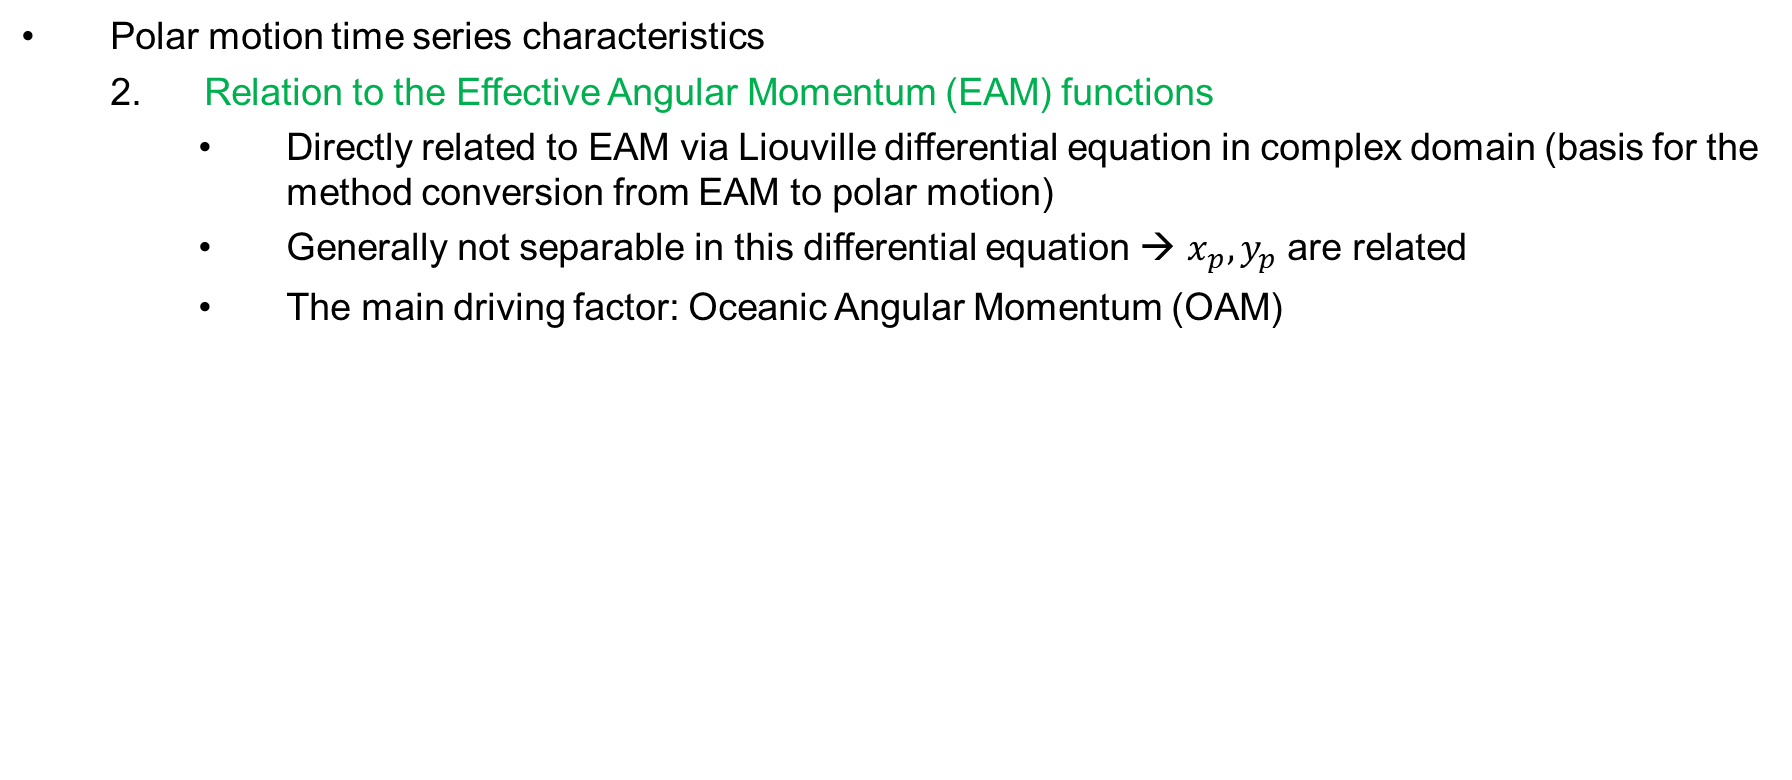 • Polar motion time series characteristics
2. Relation to the Effective Angular Momentum (EAM) functions
• Directly related to EAM via Liouville differential equation in complex domain (basis for the
method conversion from EAM to polar motion)
• Generally not separable in this differential equation → 𝑥𝑝, 𝑦𝑝 are related
• The main driving factor: Oceanic Angular Momentum (OAM)